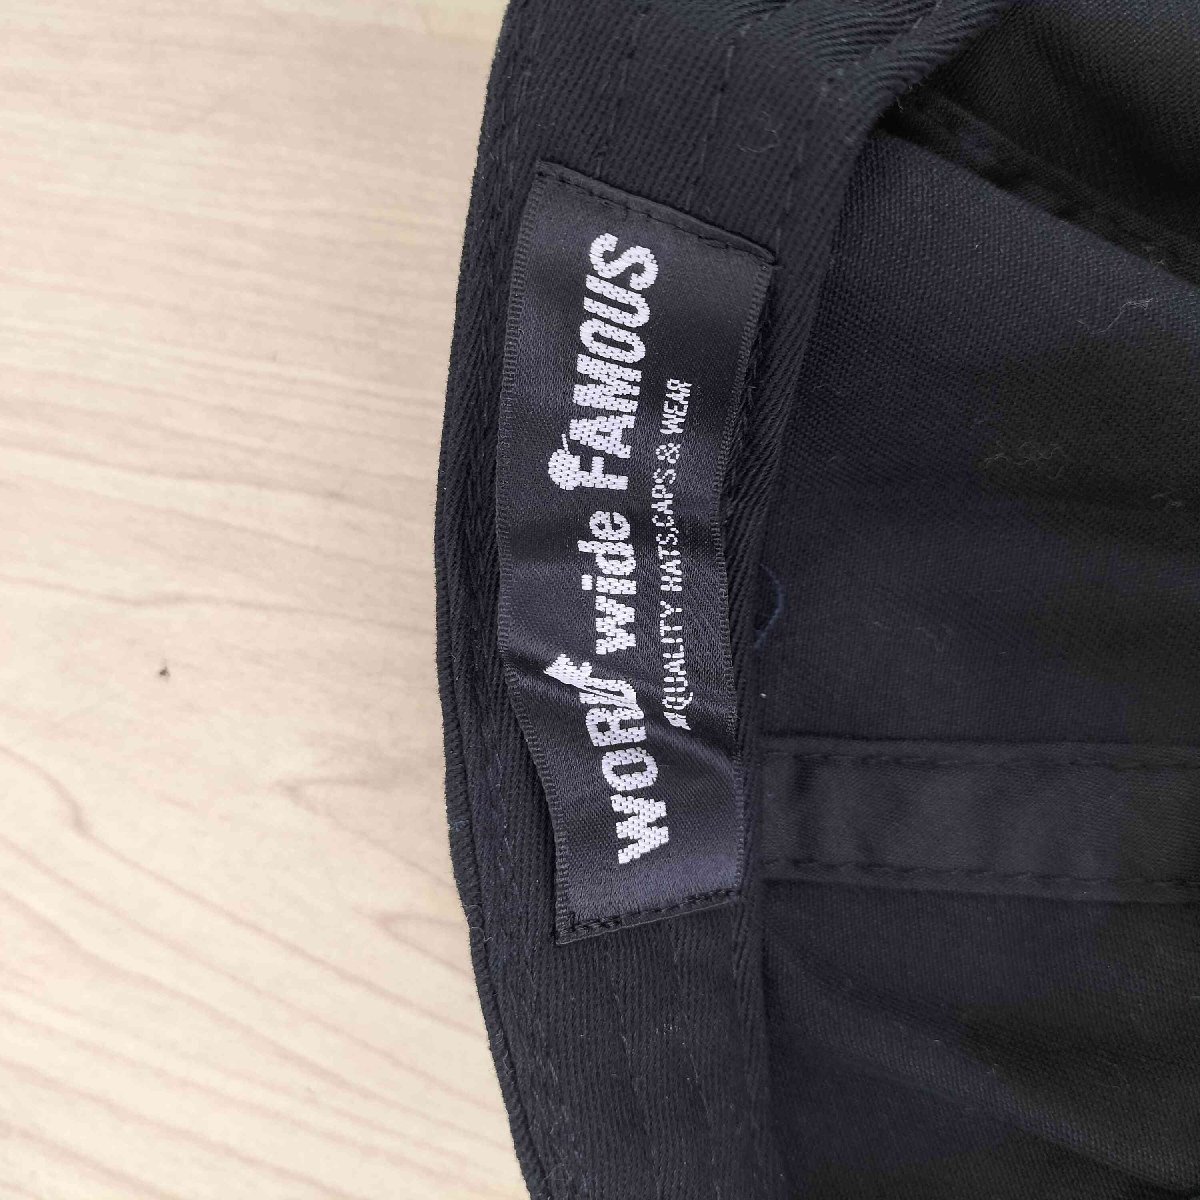 WORLD wide FAMOUS
#QUALITY HATS,CAPS & WEAR